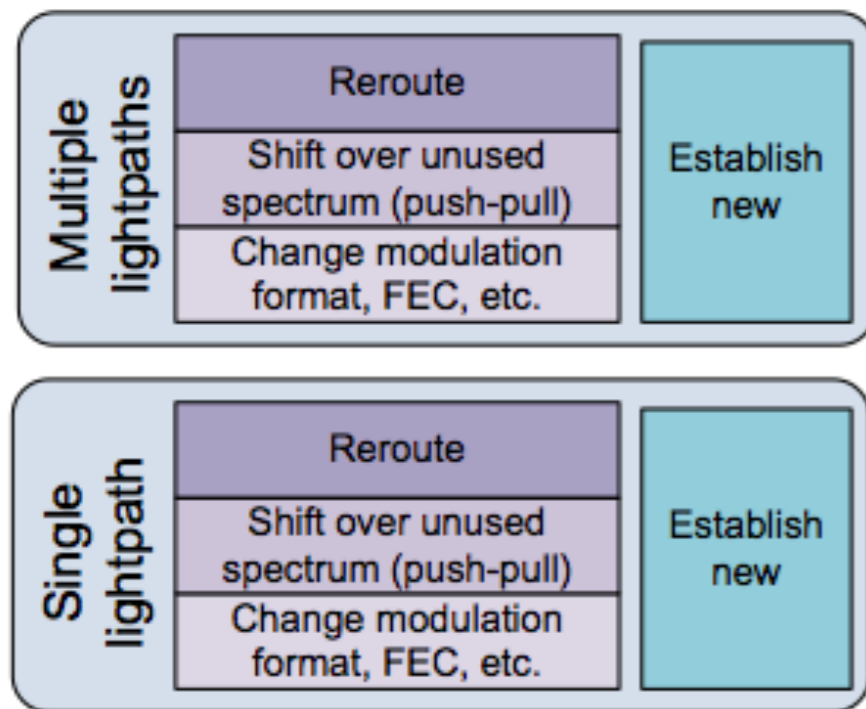 Multiple
lightpaths
Reroute
Shift over unused
spectrum (push-pull)
Change modulation
format, FEC, etc.
Establish
new
Single
lightpath
Reroute
Shift over unused
spectrum (push-pull)
Change modulation
format, FEC, etc.
Establish
new